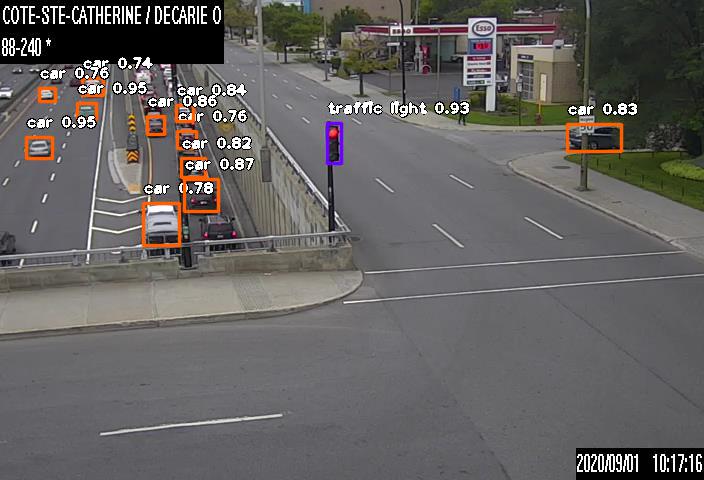 COTE-STE-CATHERINE / DECARIE O
88-240 *
car 0.74
car 0.76
car 0.95
car 0.84
car 0.86
car 0.76
car 0.95
car 0.82
car 0.87
car 0.78
traffic light 0.93
car 0.83
Esso
2020/09/01 10:17:16